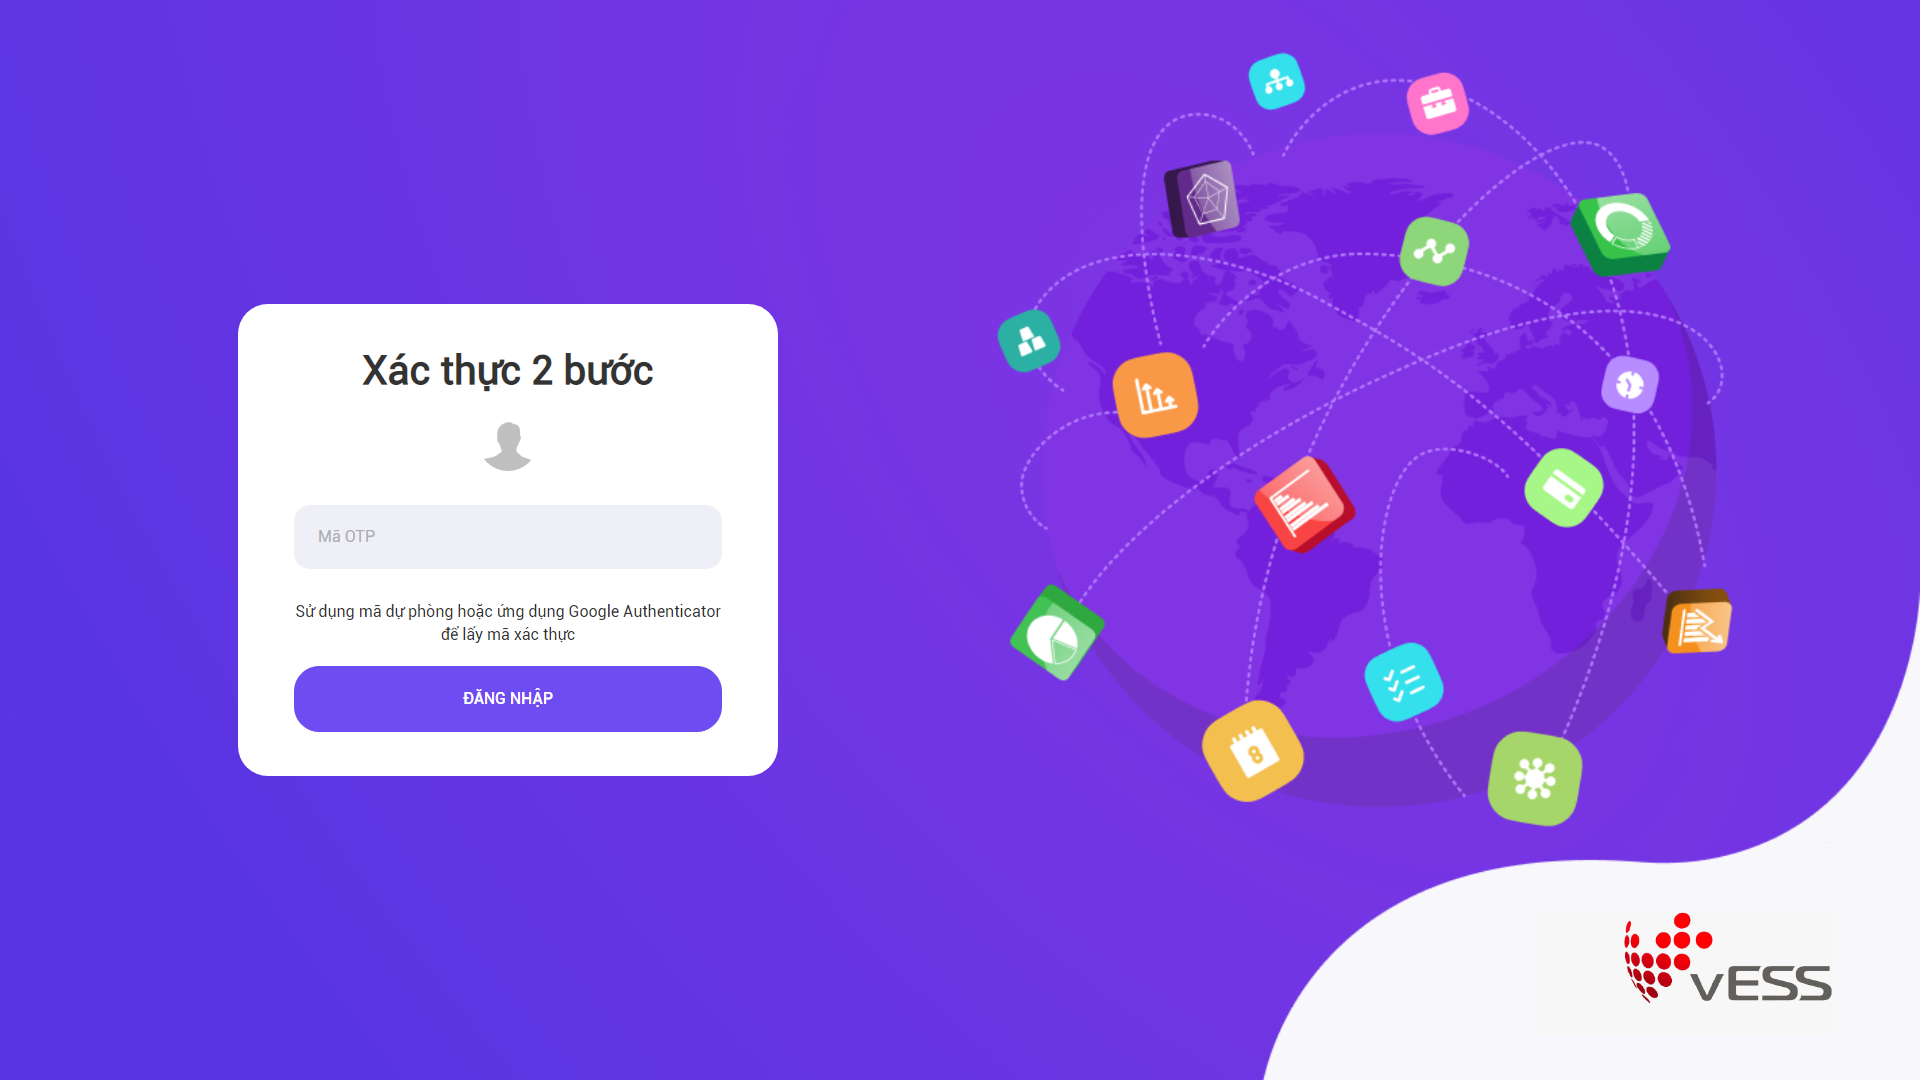 Xác thực 2 bước
Mã OTP
Sử dụng mã dự phòng hoặc ứng dụng Google Authenticator
để lấy mã xác thực
ĐĂNG NHẬP
8
vESS